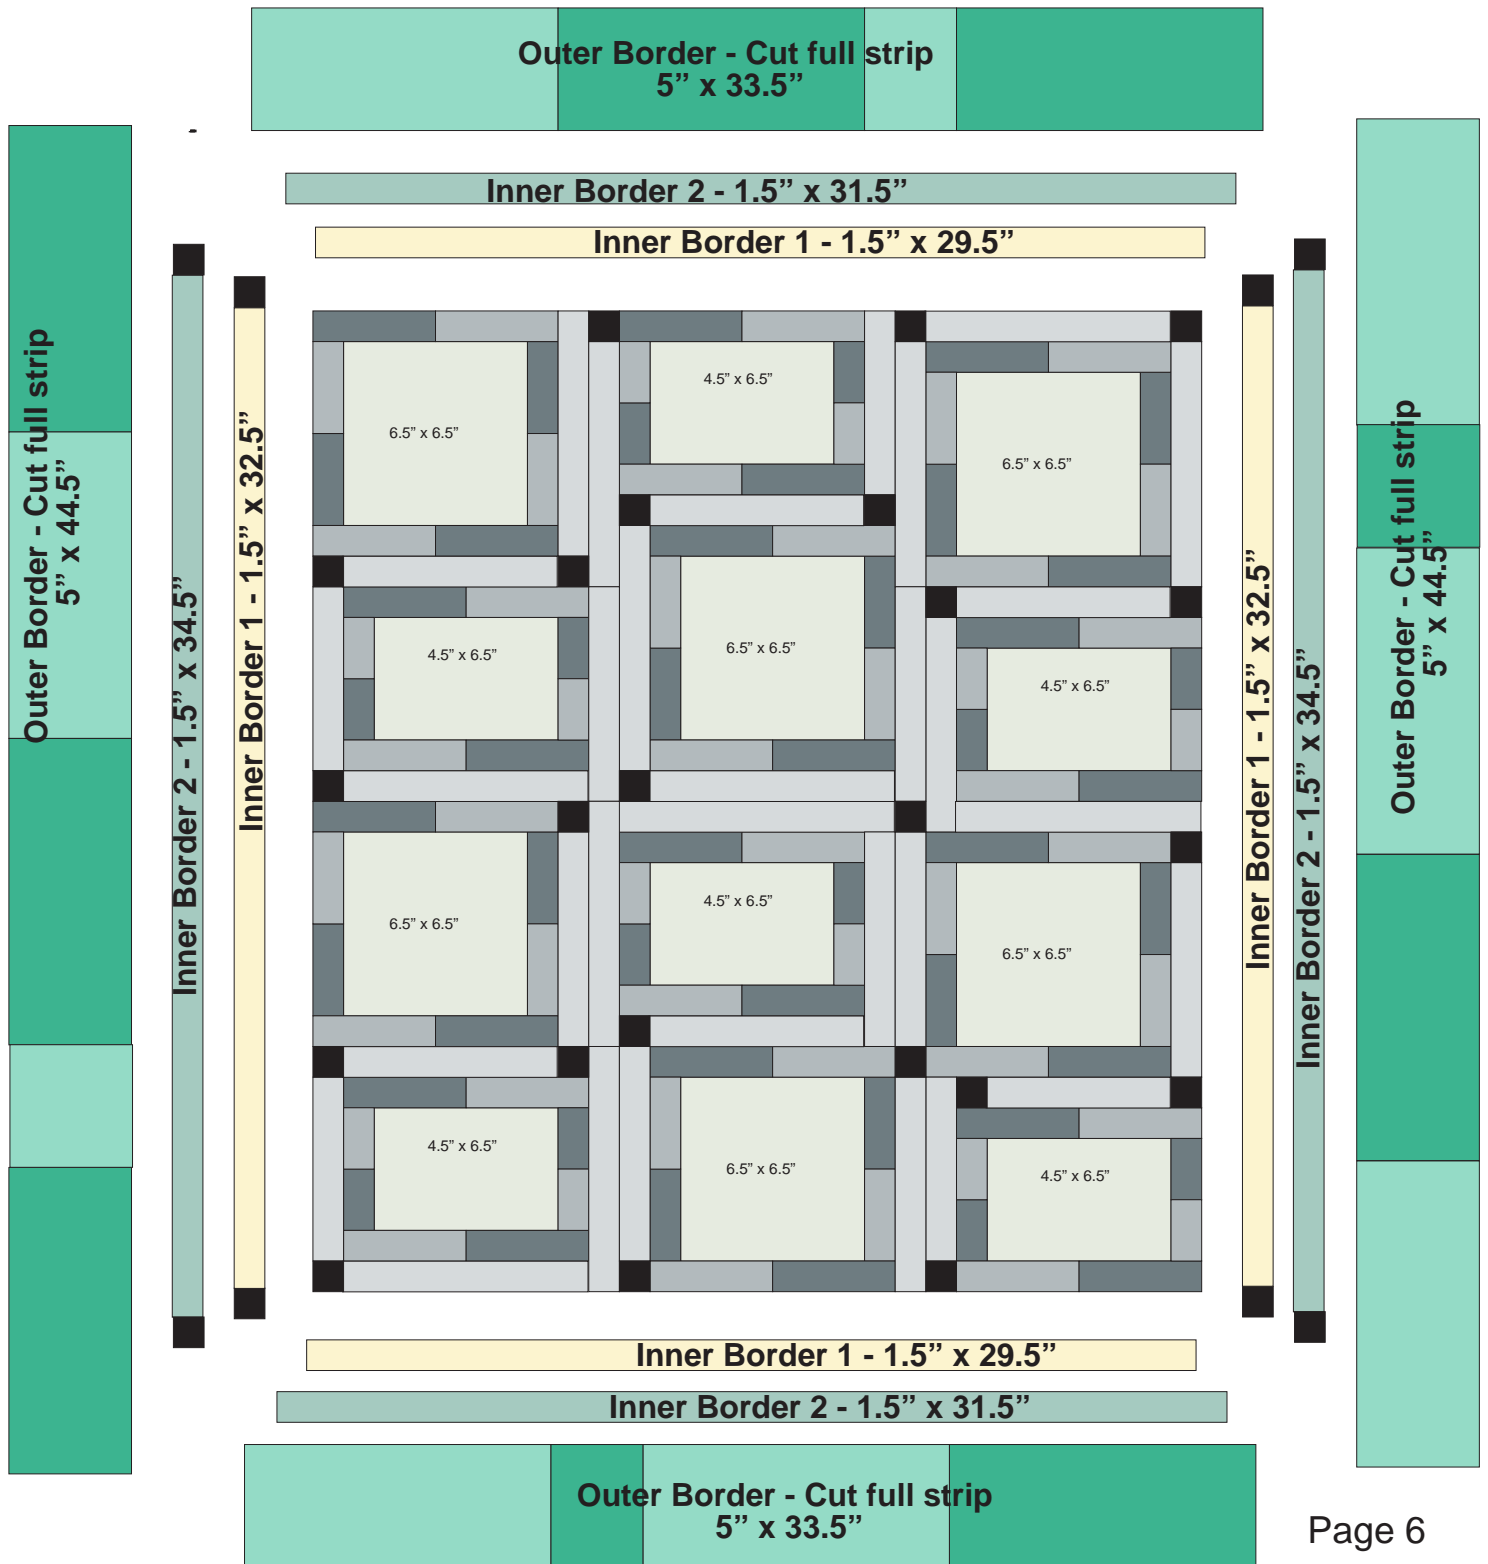 Outer Border - Cut full strip
5” x 33.5”
Inner Border 2 - 1.5” x 31.5”
Inner Border 1 - 1.5” x 29.5”
Outer Border - Cut full strip
5” x 44.5”
Inner Border 2 - 1.5” x 34.5”
Inner Border 1 - 1.5” x 32.5”
6.5” x 6.5”
4.5” x 6.5”
6.5” x 6.5”
4.5” x 6.5”
6.5” x 6.5”
4.5” x 6.5”
6.5” x 6.5”
4.5” x 6.5”
6.5” x 6.5”
4.5” x 6.5”
6.5” x 6.5”
4.5” x 6.5”
Inner Border 1 - 1.5” x 32.5”
Inner Border 2 - 1.5” x 34.5”
Outer Border - Cut full strip
5” x 44.5”
Inner Border 1 - 1.5” x 29.5”
Inner Border 2 - 1.5” x 31.5”
Outer Border - Cut full strip
5” x 33.5”
Page 6